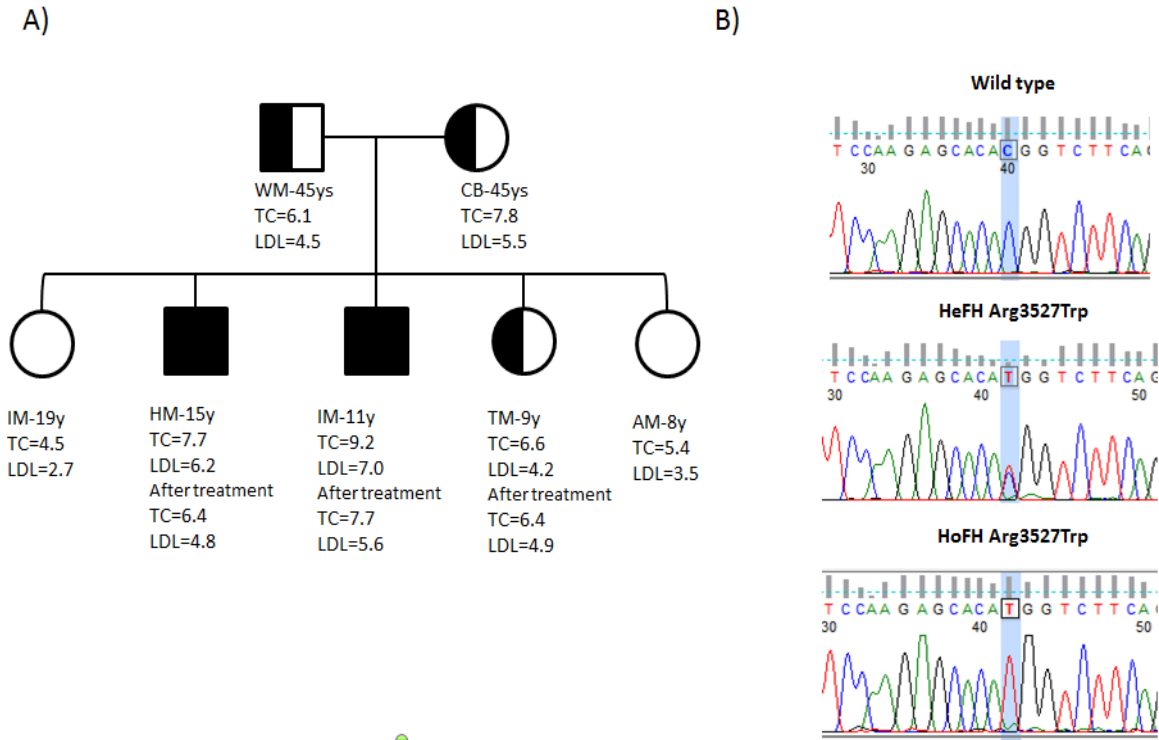 A)
WM-45ys
TC=6.1
LDL=4.5
CB-45ys
TC=7.8
LDL=5.5
IM-19y
TC=4.5
LDL=2.7
HM-15y
TC=7.7
LDL=6.2
After treatment
TC=6.4
LDL=4.8
IM-11y
TC=9.2
LDL=7.0
After treatment
TC=7.7
LDL=5.6
TM-9y
TC=6.6
LDL=4.2
After treatment
TC=6.4
LDL=4.9
AM-8y
TC=5.4
LDL=3.5
B)
Wild type
T C C A A G A G C A C A C G G T C T T C A G
30 40
HeFH Arg3527Trp
T C C A A G A G C A C A T G G T C T T C A G
30 40 50
HoFH Arg3527Trp
T C C A A G A G C A C A T G G T C T T C A G
30 40 50